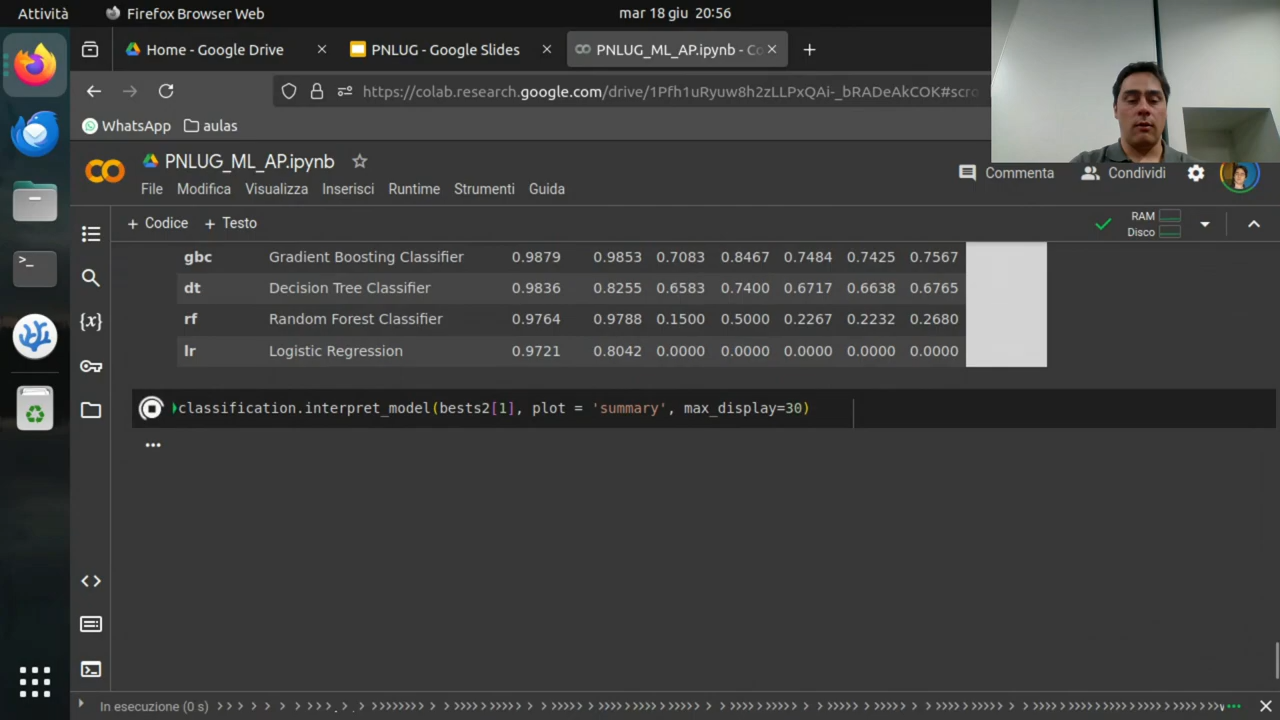 Attività
Firefox Browser Web
mar 18 giu 20:56
Home - Google Drive
PNLUG - Google Slides
PNLUG_ML_AP.ipynb - Co
https://colab.research.google.com/drive/1Pfh1uRyuw8h2zLLPxQAi-_bRADeAkCOK#scro
WhatsApp
aulas
PNLUG_ML_AP.ipynb
File Modifica Visualizza Inserisci Runtime Strumenti Guida
Commenta
Condividi
+ Codice + Testo
RAM
Disco
gbc Gradient Boosting Classifier 0.9879 0.9853 0.7083 0.8467 0.7484 0.7425 0.7567
dt Decision Tree Classifier 0.9836 0.8255 0.6583 0.7400 0.6717 0.6638 0.6765
rf Random Forest Classifier 0.9764 0.9788 0.1500 0.5000 0.2267 0.2232 0.2680
lr Logistic Regression 0.9721 0.8042 0.0000 0.0000 0.0000 0.0000 0.0000
classification.interpret_model(bests2[1], plot = 'summary', max_display=30)
In esecuzione (0 s)